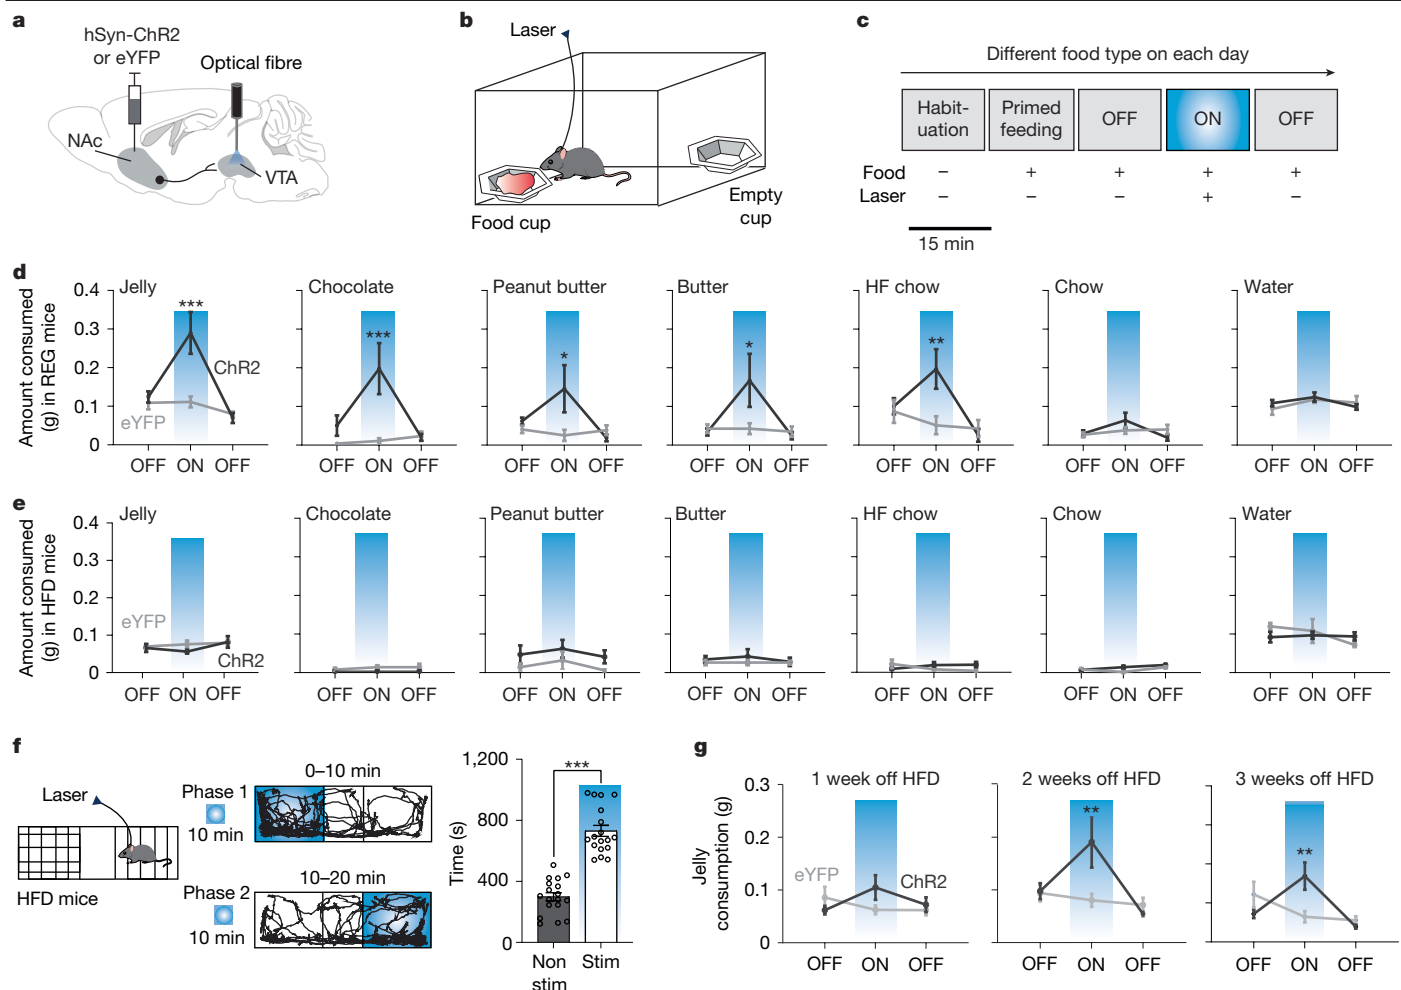 a
hSyn-ChR2
or eYFP
Optical fibre
NAc
VTA
b
Laser
Food cup
Empty
cup
c
Different food type on each day
Habit-
uation
Primed
feeding
OFF
ON
OFF
Food – + + + +
Laser – – – + –
15 min
d
Amount consumed
(g) in REG mice
0.4
0.3
0.2
0.1
0
Jelly
***
ChR2
eYFP
OFF ON OFF
Chocolate
***
OFF ON OFF
Peanut butter
*
OFF ON OFF
Butter
*
OFF ON OFF
HF chow
**
OFF ON OFF
Chow
OFF ON OFF
Water
OFF ON OFF
e
Amount consumed
(g) in HFD mice
0.4
0.3
0.2
0.1
0
Jelly
eYFP
ChR2
OFF ON OFF
Chocolate
OFF ON OFF
Peanut butter
OFF ON OFF
Butter
OFF ON OFF
HF chow
OFF ON OFF
Chow
OFF ON OFF
Water
OFF ON OFF
f
Laser
HFD mice
Phase 1
10 min
0–10 min
Phase 2
10 min
10–20 min
Time (s)
1,200
800
400
0
***
Non
stim
Stim
g
Jelly
consumption (g)
0.3
0.2
0.1
0
1 week off HFD
eYFP
ChR2
OFF ON OFF
2 weeks off HFD
**
OFF ON OFF
3 weeks off HFD
**
OFF ON OFF